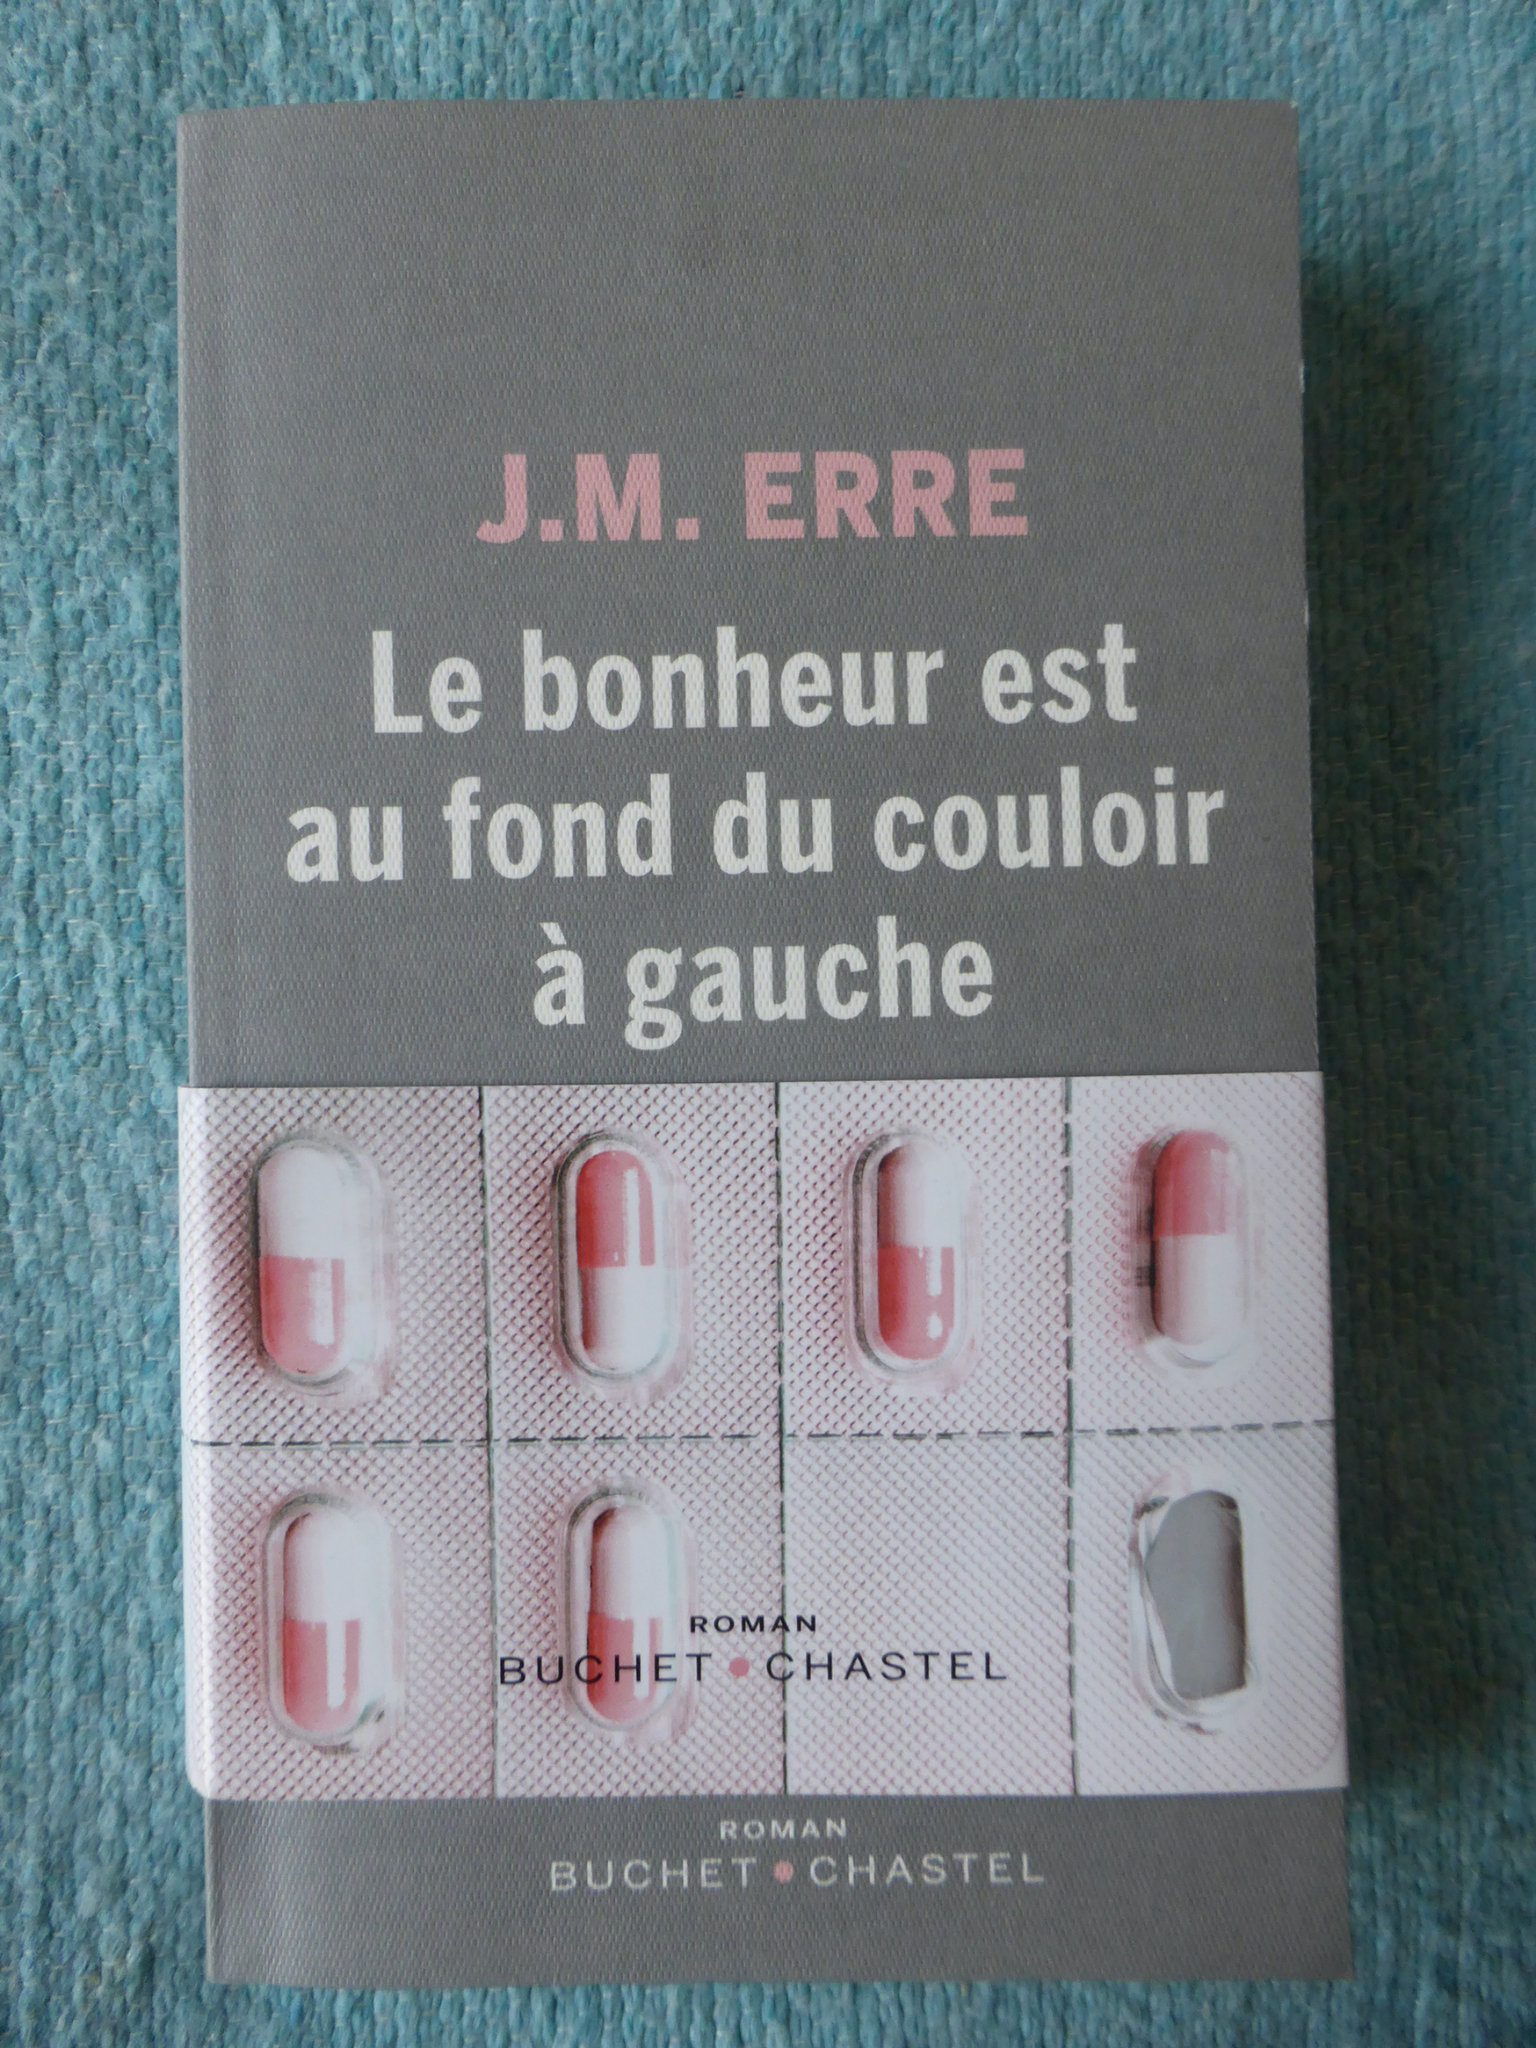 J.M. ERRE
Le bonheur est
au fond du couloir
à gauche
ROMAN
BUCHET • CHASTEL
ROMAN
BUCHET • CHASTEL